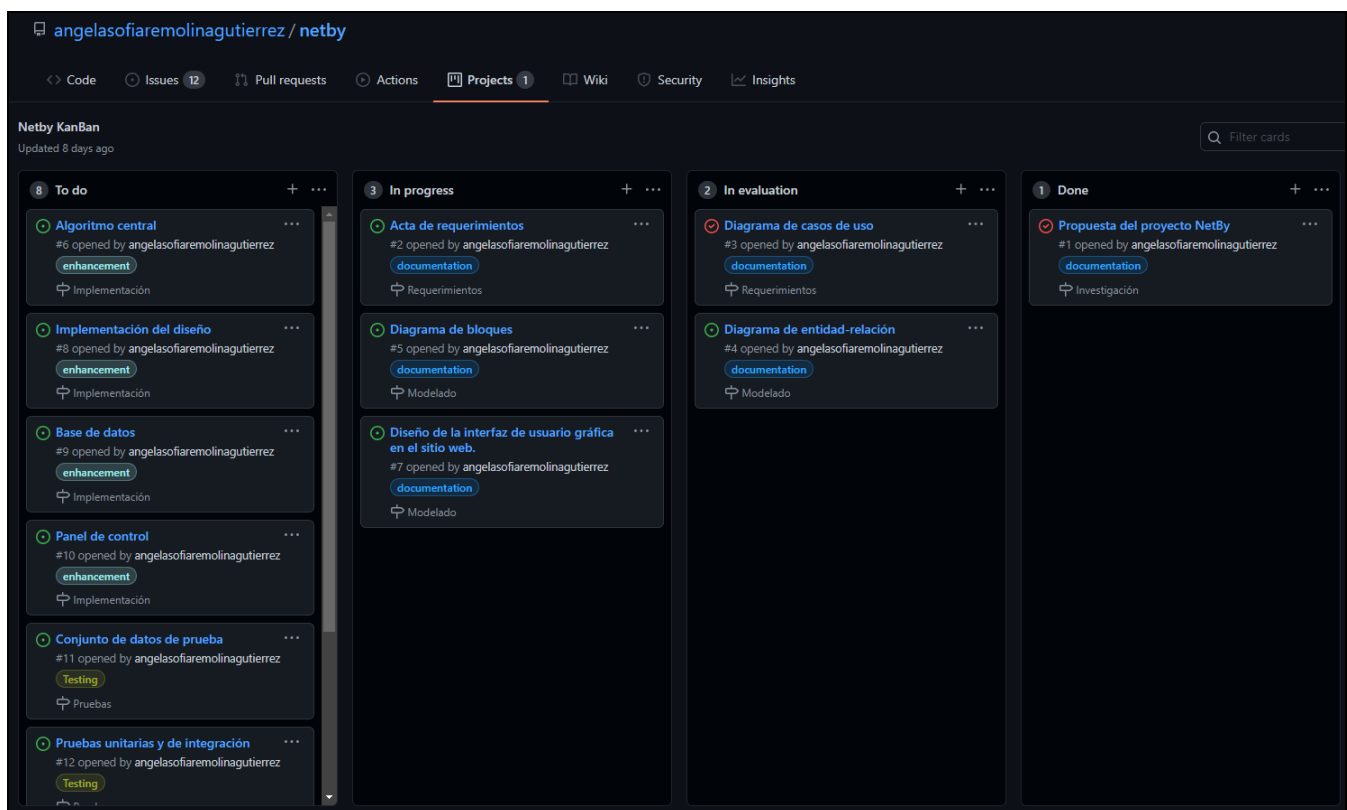 angelasofiaremolinagutierrez / netby
Code Issues 12 Pull requests Actions Projects 1 Wiki Security Insights
Netby KanBan
Updated 8 days ago
Filter cards
8 To do
Algoritmo central
#6 opened by angelasofiaremolinagutierrez
enhancement
Implementación
Implementación del diseño
#8 opened by angelasofiaremolinagutierrez
enhancement
Implementación
Base de datos
#9 opened by angelasofiaremolinagutierrez
enhancement
Implementación
Panel de control
#10 opened by angelasofiaremolinagutierrez
enhancement
Implementación
Conjunto de datos de prueba
#11 opened by angelasofiaremolinagutierrez
Testing
Pruebas
Pruebas unitarias y de integración
#12 opened by angelasofiaremolinagutierrez
Testing
3 In progress
Acta de requerimientos
#2 opened by angelasofiaremolinagutierrez
documentation
Requerimientos
Diagrama de bloques
#5 opened by angelasofiaremolinagutierrez
documentation
Modelado
Diseño de la interfaz de usuario gráfica
en el sitio web.
#7 opened by angelasofiaremolinagutierrez
documentation
Modelado
2 In evaluation
Diagrama de casos de uso
#3 opened by angelasofiaremolinagutierrez
documentation
Requerimientos
Diagrama de entidad-relación
#4 opened by angelasofiaremolinagutierrez
documentation
Modelado
1 Done
Propuesta del proyecto NetBy
#1 opened by angelasofiaremolinagutierrez
documentation
Investigación